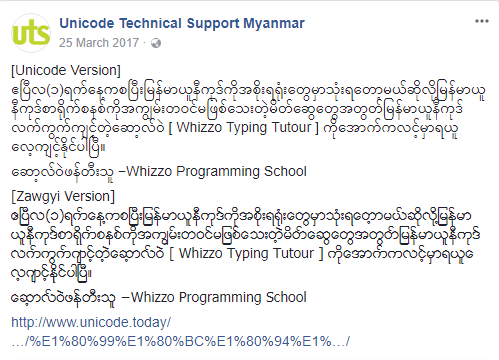 uts
Unicode Technical Support Myanmar
25 March 2017
[Unicode Version]
ဧပြီလ(၁)ရက်နေ့ကစပြီးမြန်မာယူနီကုဒ်ကိုအစိုးရရုံးတွေမှာသုံးရတော့မယ်ဆိုလို့မြန်မာယူ
နီကုဒ်စာရိုက်စနစ်ကိုအကျွမ်းတဝင်မဖြစ်သေးတဲ့မိတ်ဆွေတွေအတွတ်မြန်မာယူနီကုဒ်
လက်ကွက်ကျင့်တဲ့ဆော့လ်ဝဲ [ Whizzo Typing Tutour ] ကိုအောက်ကလင့်မှာရယူ
လေ့ကျင့်နိုင်ပါပြီ။
ဆော့လ်ဝဲဖန်တီးသူ –Whizzo Programming School
[Zawgyi Version]
ဧပြီလ(၁)ရက်နေ့ကစပြီးမြန်မာယူနီကုဒ်ကိုအစိုးရရုံးတွေမှာသုံးရတော့မယ်ဆိုလို့မြန်မာ
ယူနီကုဒ်စာရိုက်စနစ်ကိုအကျွမ်းတဝင်မဖြစ်သေးတဲ့မိတ်ဆွေတွေအတွတ်မြန်မာယူနီကုဒ်
လက်ကွက်ကျင့်တဲ့ဆော့လ်ဝဲ [ Whizzo Typing Tutour ] ကိုအောက်ကလင့်မှာရယူလေ
့ကျင့်နိုင်ပါပြီ။
ဆော့လ်ဝဲဖန်တီးသူ –Whizzo Programming School
http://www.unicode.today/
…/%E1%80%99%E1%80%BC%E1%80%94%E1%…/